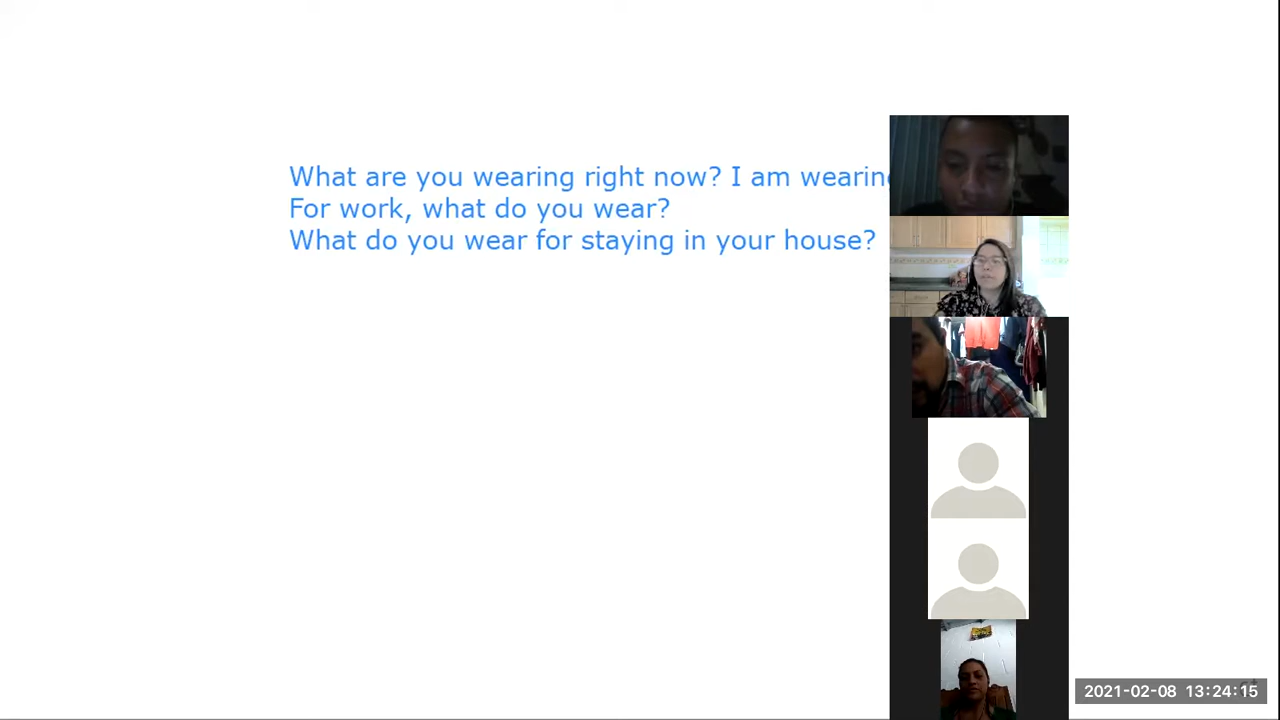 What are you wearing right now? I am wearing
For work, what do you wear?
What do you wear for staying in your house?
2021-02-08 13:24:15